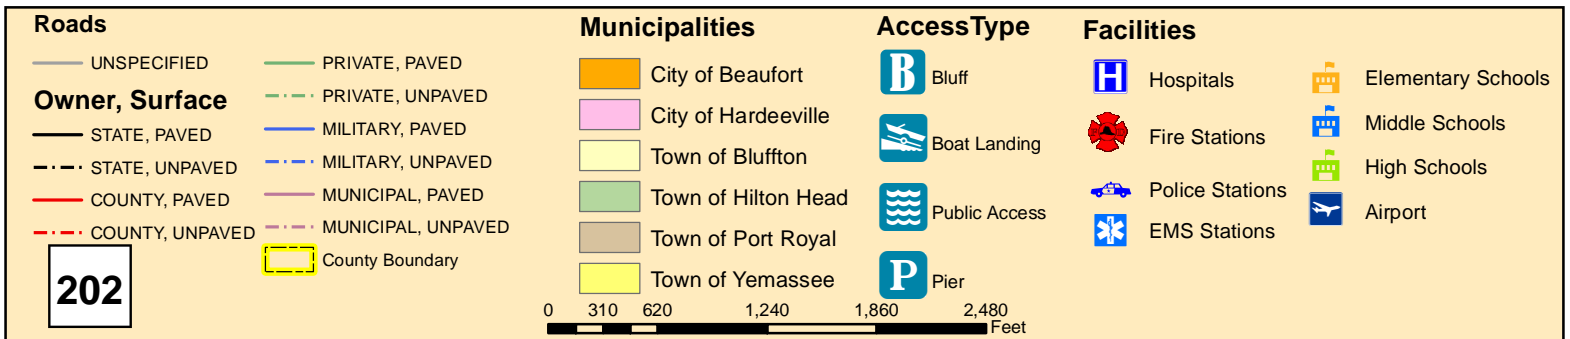 Roads
UNSPECIFIED
Owner, Surface
STATE, PAVED
STATE, UNPAVED
COUNTY, PAVED
COUNTY, UNPAVED
202
PRIVATE, PAVED
PRIVATE, UNPAVED
MILITARY, PAVED
MILITARY, UNPAVED
MUNICIPAL, PAVED
MUNICIPAL, UNPAVED
County Boundary
Municipalities
City of Beaufort
City of Hardeeville
Town of Bluffton
Town of Hilton Head
Town of Port Royal
Town of Yemassee
0 310 620 1,240 1,860 2,480
Feet
AccessType
B Bluff
Boat Landing
Public Access
P Pier
Facilities
H Hospitals
Fire Stations
Police Stations
EMS Stations
Elementary Schools
Middle Schools
High Schools
Airport